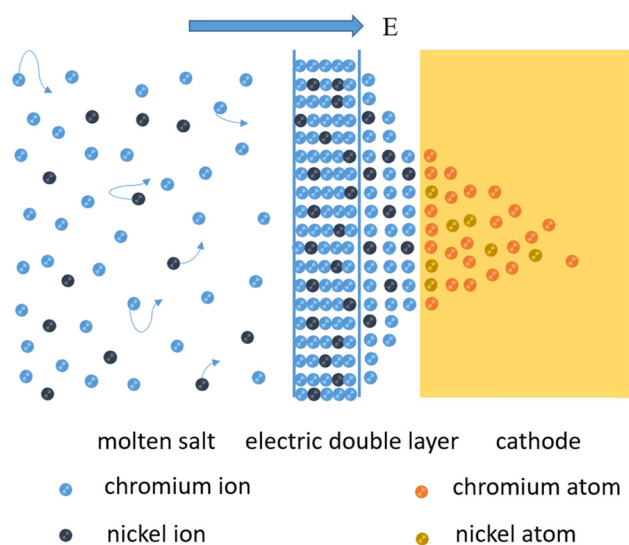 E
molten salt electric double layer cathode
chromium ion chromium atom
nickel ion nickel atom